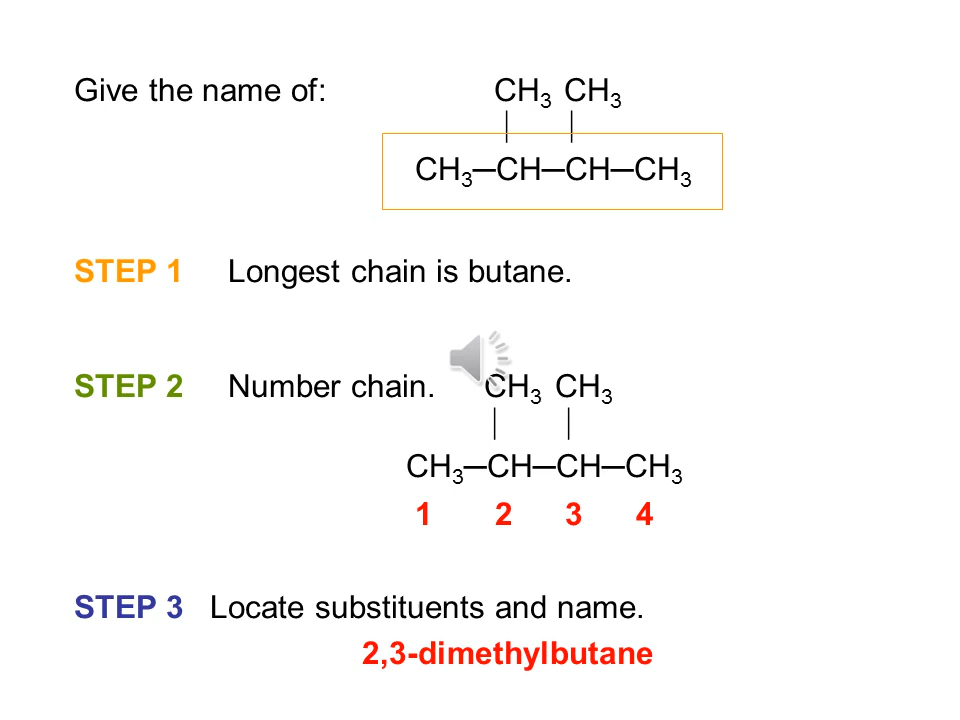 Give the name of: CH3 CH3
CH3─CH─CH─CH3
STEP 1 Longest chain is butane.
STEP 2 Number chain. CH3 CH3
CH3─CH─CH─CH3
1 2 3 4
STEP 3 Locate substituents and name.
2,3-dimethylbutane